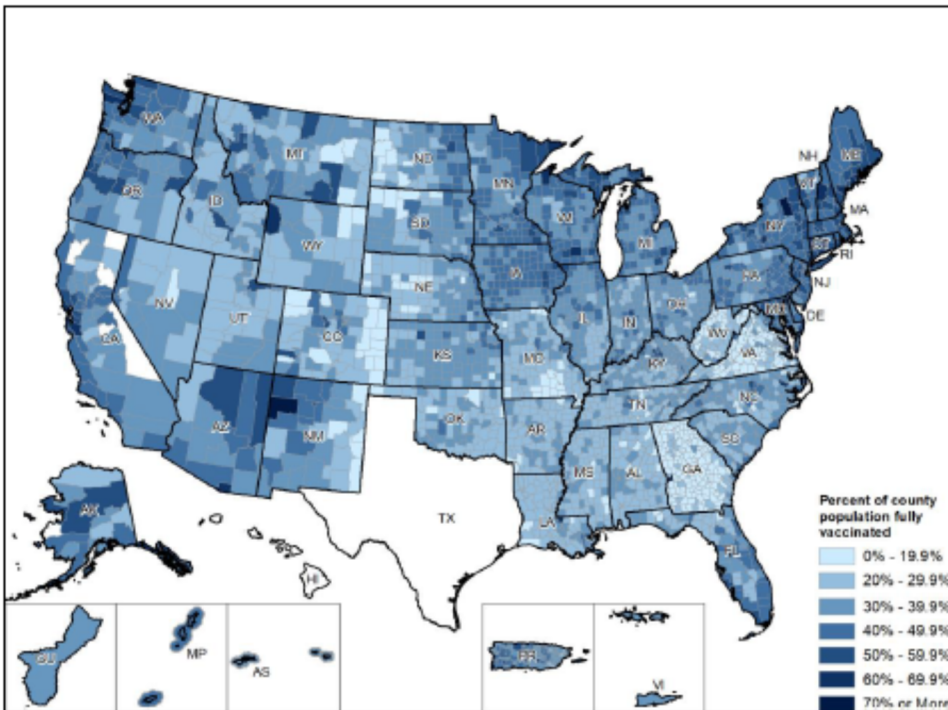 WA
MT
ND
MN
OR
ID
SD
WI
MI
WY
NV
UT
CO
NE
IA
KS
CA
AZ
NM
OK
MO
AR
IL
IN
OH
KY
TN
WV
VA
NC
SC
MS
AL
GA
LA
FL
TX
AK
HI
PA
NY
NH
VT
ME
MA
RI
CT
NJ
DE
MD
GU
MP
AS
PR
VI
Percent of county
population fully
vaccinated
0% - 19.9%
20% - 29.9%
30% - 39.9%
40% - 49.9%
50% - 59.9%
60% - 69.9%
70% or More